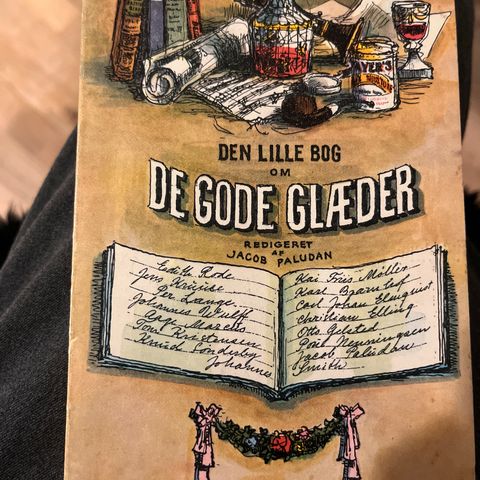 AYER'S
DEN LILLE BOG
OM
DE GODE GLÆDER
REDIGERET
AF
JACOB PALUDAN
Edith Rode
Jens Kruuse
Per Lange
Johannes Wulff
Aage Marcus
Tom Kristensen
Knud Sønderby
Johannes
Kai Friis Møller
Karl Bjarnhof
Carl Johan Elmquist
Christian Elling
Otto Gelsted
Poul Henningsen
Jacob Paludan
Smith